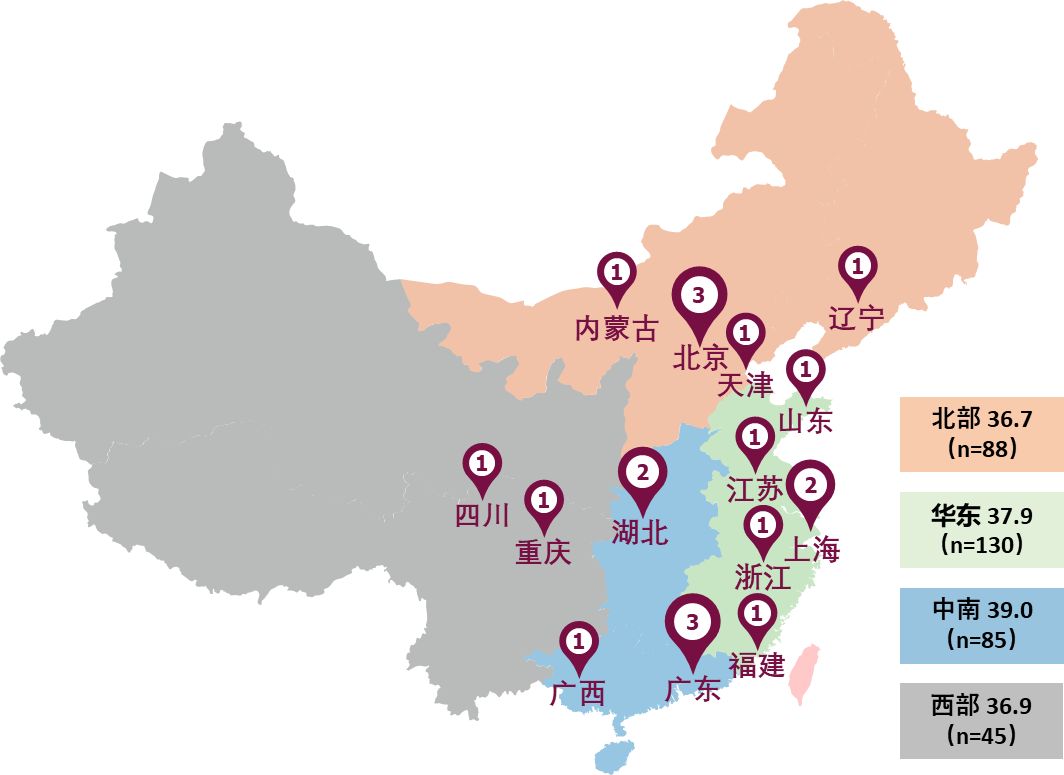 1
内蒙古
3
北京
1
辽宁
1
天津
1
山东
1
江苏
2
上海
1
四川
1
重庆
2
湖北
1
浙江
1
福建
1
广西
3
广东
北部 36.7
(n=88)
华东 37.9
(n=130)
中南 39.0
(n=85)
西部 36.9
(n=45)